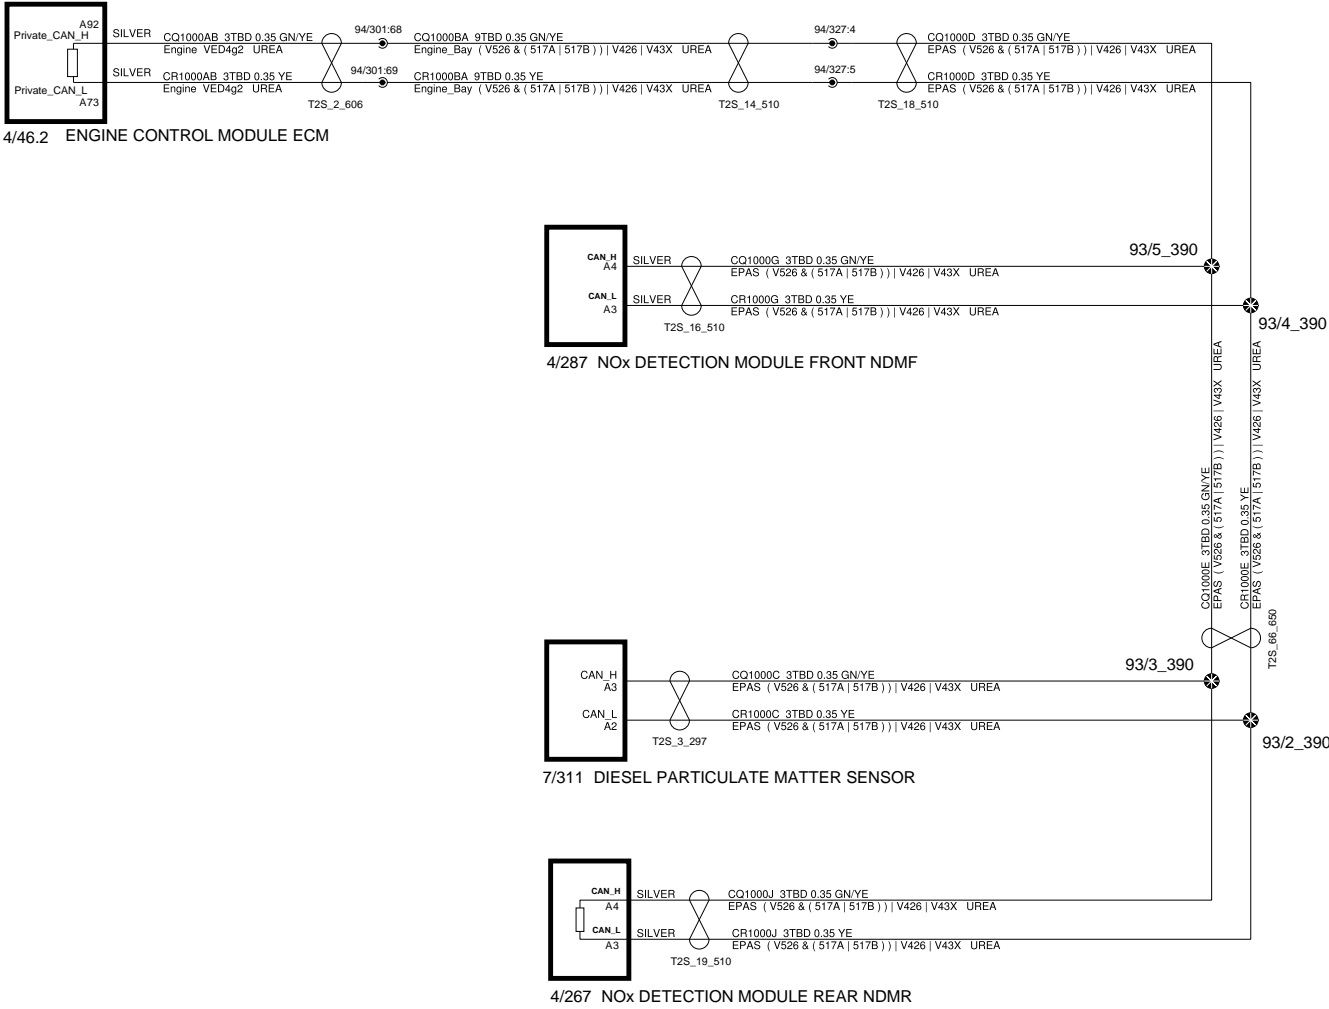 A92
Private_CAN_H
SILVER
CQ1000AB 3TBD 0.35 GN/YE
Engine VED4g2 UREA
94/301:68
CQ1000BA 9TBD 0.35 GN/YE
Engine_Bay ( V526 & ( 517A | 517B ) ) | V426 | V43X UREA
94/327:4
CQ1000D 3TBD 0.35 GN/YE
EPAS ( V526 & ( 517A | 517B ) ) | V426 | V43X UREA
SILVER
CR1000AB 3TBD 0.35 YE
Engine VED4g2 UREA
94/301:69
CR1000BA 9TBD 0.35 YE
Engine_Bay ( V526 & ( 517A | 517B ) ) | V426 | V43X UREA
94/327:5
CR1000D 3TBD 0.35 YE
EPAS ( V526 & ( 517A | 517B ) ) | V426 | V43X UREA
Private_CAN_L
A73
T2S_2_606
T2S_14_510
T2S_18_510
4/46.2 ENGINE CONTROL MODULE ECM
93/5_390
CAN_H
A4
SILVER
CQ1000G 3TBD 0.35 GN/YE
EPAS ( V526 & ( 517A | 517B ) ) | V426 | V43X UREA
CAN_L
A3
SILVER
CR1000G 3TBD 0.35 YE
EPAS ( V526 & ( 517A | 517B ) ) | V426 | V43X UREA
T2S_16_510
93/4_390
4/287 NOx DETECTION MODULE FRONT NDMF
CQ1000E 3TBD 0.35 GN/YE
EPAS ( V526 & ( 517A | 517B ) ) | V426 | V43X UREA
CR1000E 3TBD 0.35 YE
EPAS ( V526 & ( 517A | 517B ) ) | V426 | V43X UREA
T2S_66_650
93/3_390
CAN_H
A3
CQ1000C 3TBD 0.35 GN/YE
EPAS ( V526 & ( 517A | 517B ) ) | V426 | V43X UREA
CAN_L
A2
CR1000C 3TBD 0.35 YE
EPAS ( V526 & ( 517A | 517B ) ) | V426 | V43X UREA
T2S_3_297
93/2_390
7/311 DIESEL PARTICULATE MATTER SENSOR
CAN_H
A4
SILVER
CQ1000J 3TBD 0.35 GN/YE
EPAS ( V526 & ( 517A | 517B ) ) | V426 | V43X UREA
CAN_L
A3
SILVER
CR1000J 3TBD 0.35 YE
EPAS ( V526 & ( 517A | 517B ) ) | V426 | V43X UREA
T2S_19_510
4/267 NOx DETECTION MODULE REAR NDMR